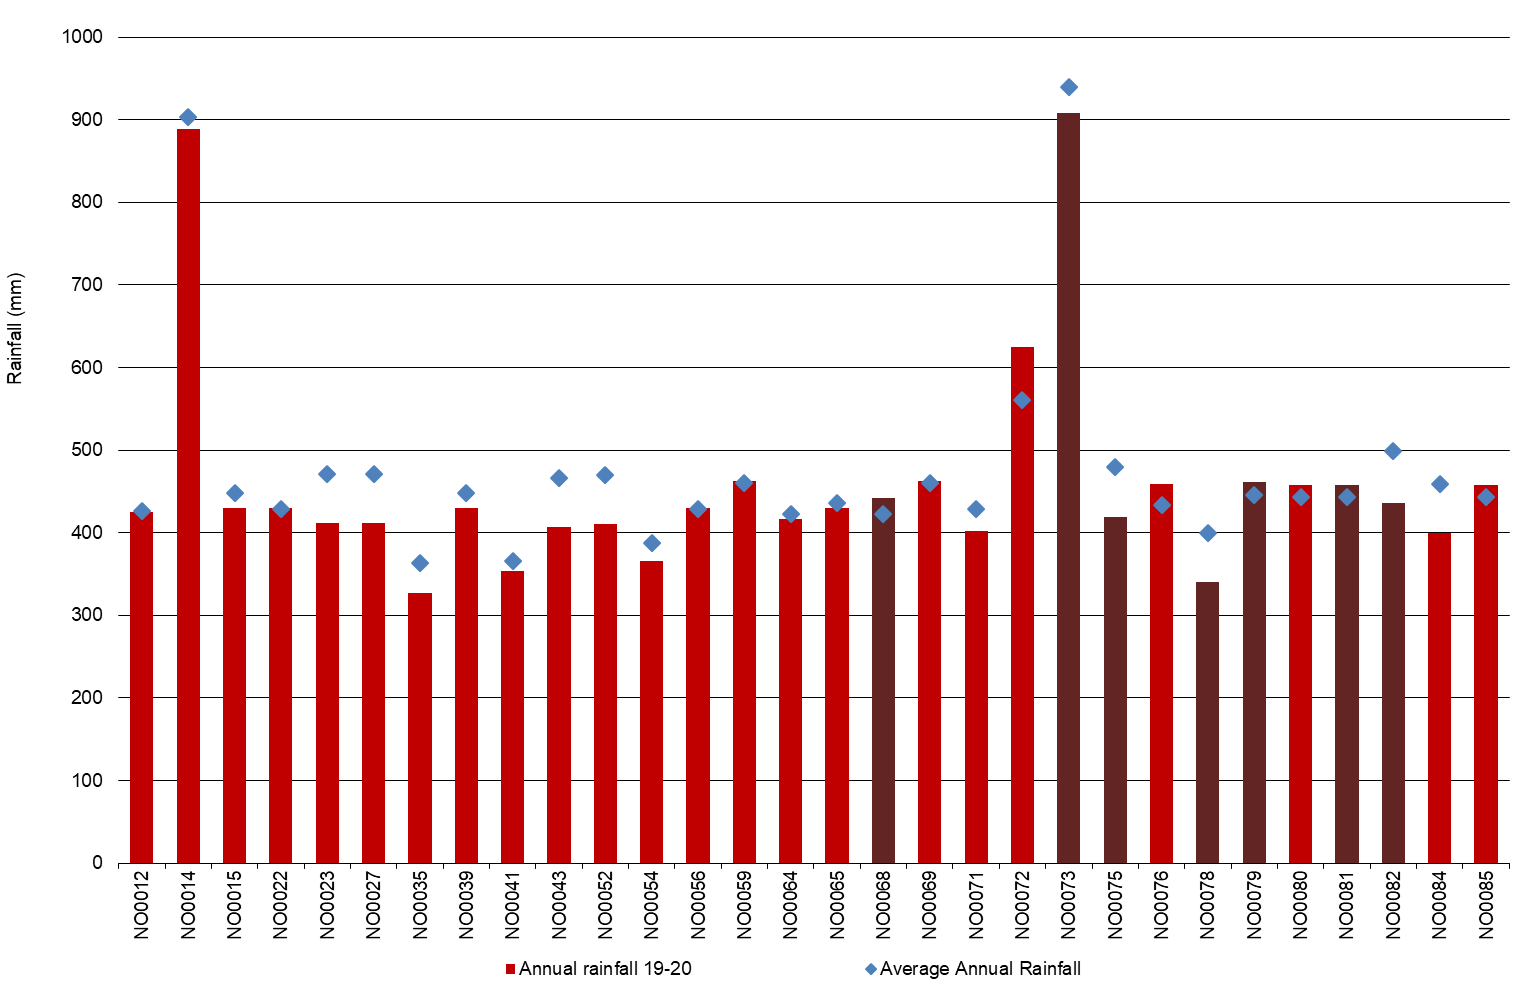 Rainfall (mm)
1000
900
800
700
600
500
400
300
200
100
0
NO0012
NO0014
NO0015
NO0022
NO0023
NO0027
NO0035
NO0039
NO0041
NO0043
NO0052
NO0054
NO0056
NO0059
NO0064
NO0065
NO0068
NO0069
NO0071
NO0072
NO0073
NO0075
NO0076
NO0078
NO0079
NO0080
NO0081
NO0082
NO0084
NO0085
Annual rainfall 19-20
Average Annual Rainfall